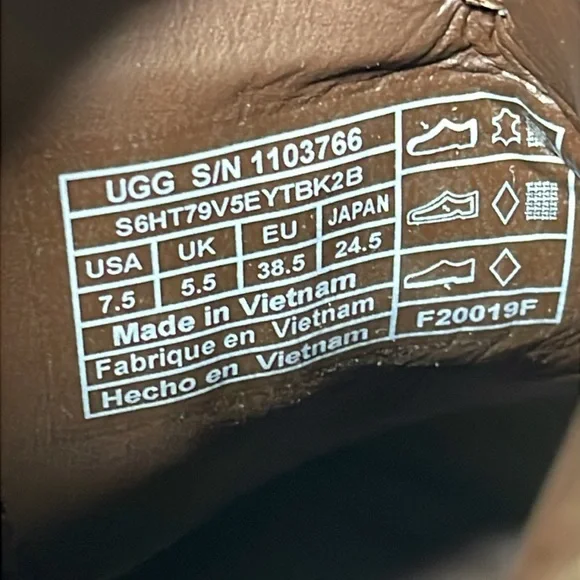 UGG S/N 1103766
S6HT79V5EYTBK2B
USA UK EU JAPAN
7.5 5.5 38.5 24.5
Made in Vietnam
Fabrique en Vietnam
Hecho en Vietnam
F20019F